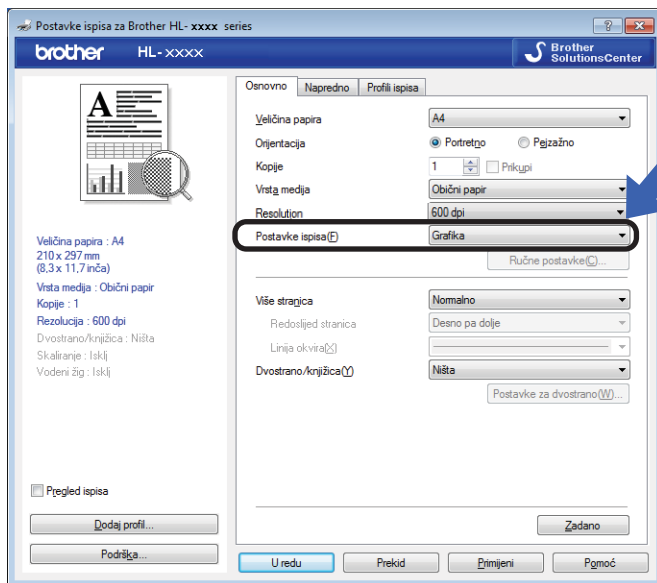 Postavke ispisa za Brother HL- xxxx series
brother HL-xxxx
Brother
SolutionsCenter
Osnovno Napredno Profili ispisa
Veličina papira A4
Orijentacija Portretno Pejzažno
Kopije 1 Prikupi
Vrsta medija Obični papir
Resolution 600 dpi
Postavke ispisa(F) Grafika
Ručne postavke(C)...
Više stranica Normalno
Redoslijed stranica Desno pa dolje
Linija okvira(X)
Dvostrano/knjižica(Y) Ništa
Postavke za dvostrano(W)...
Zadano
A
Veličina papira : A4
210 x 297 mm
(8,3 x 11,7 inča)
Vrsta medija : Obični papir
Kopije : 1
Rezolucija : 600 dpi
Dvostrano/knjižica : Ništa
Skaliranje : Isklj
Vodeni žig : Isklj
Pregled ispisa
Dodaj profil...
Podrška...
U redu Prekid Primijeni Pomoć